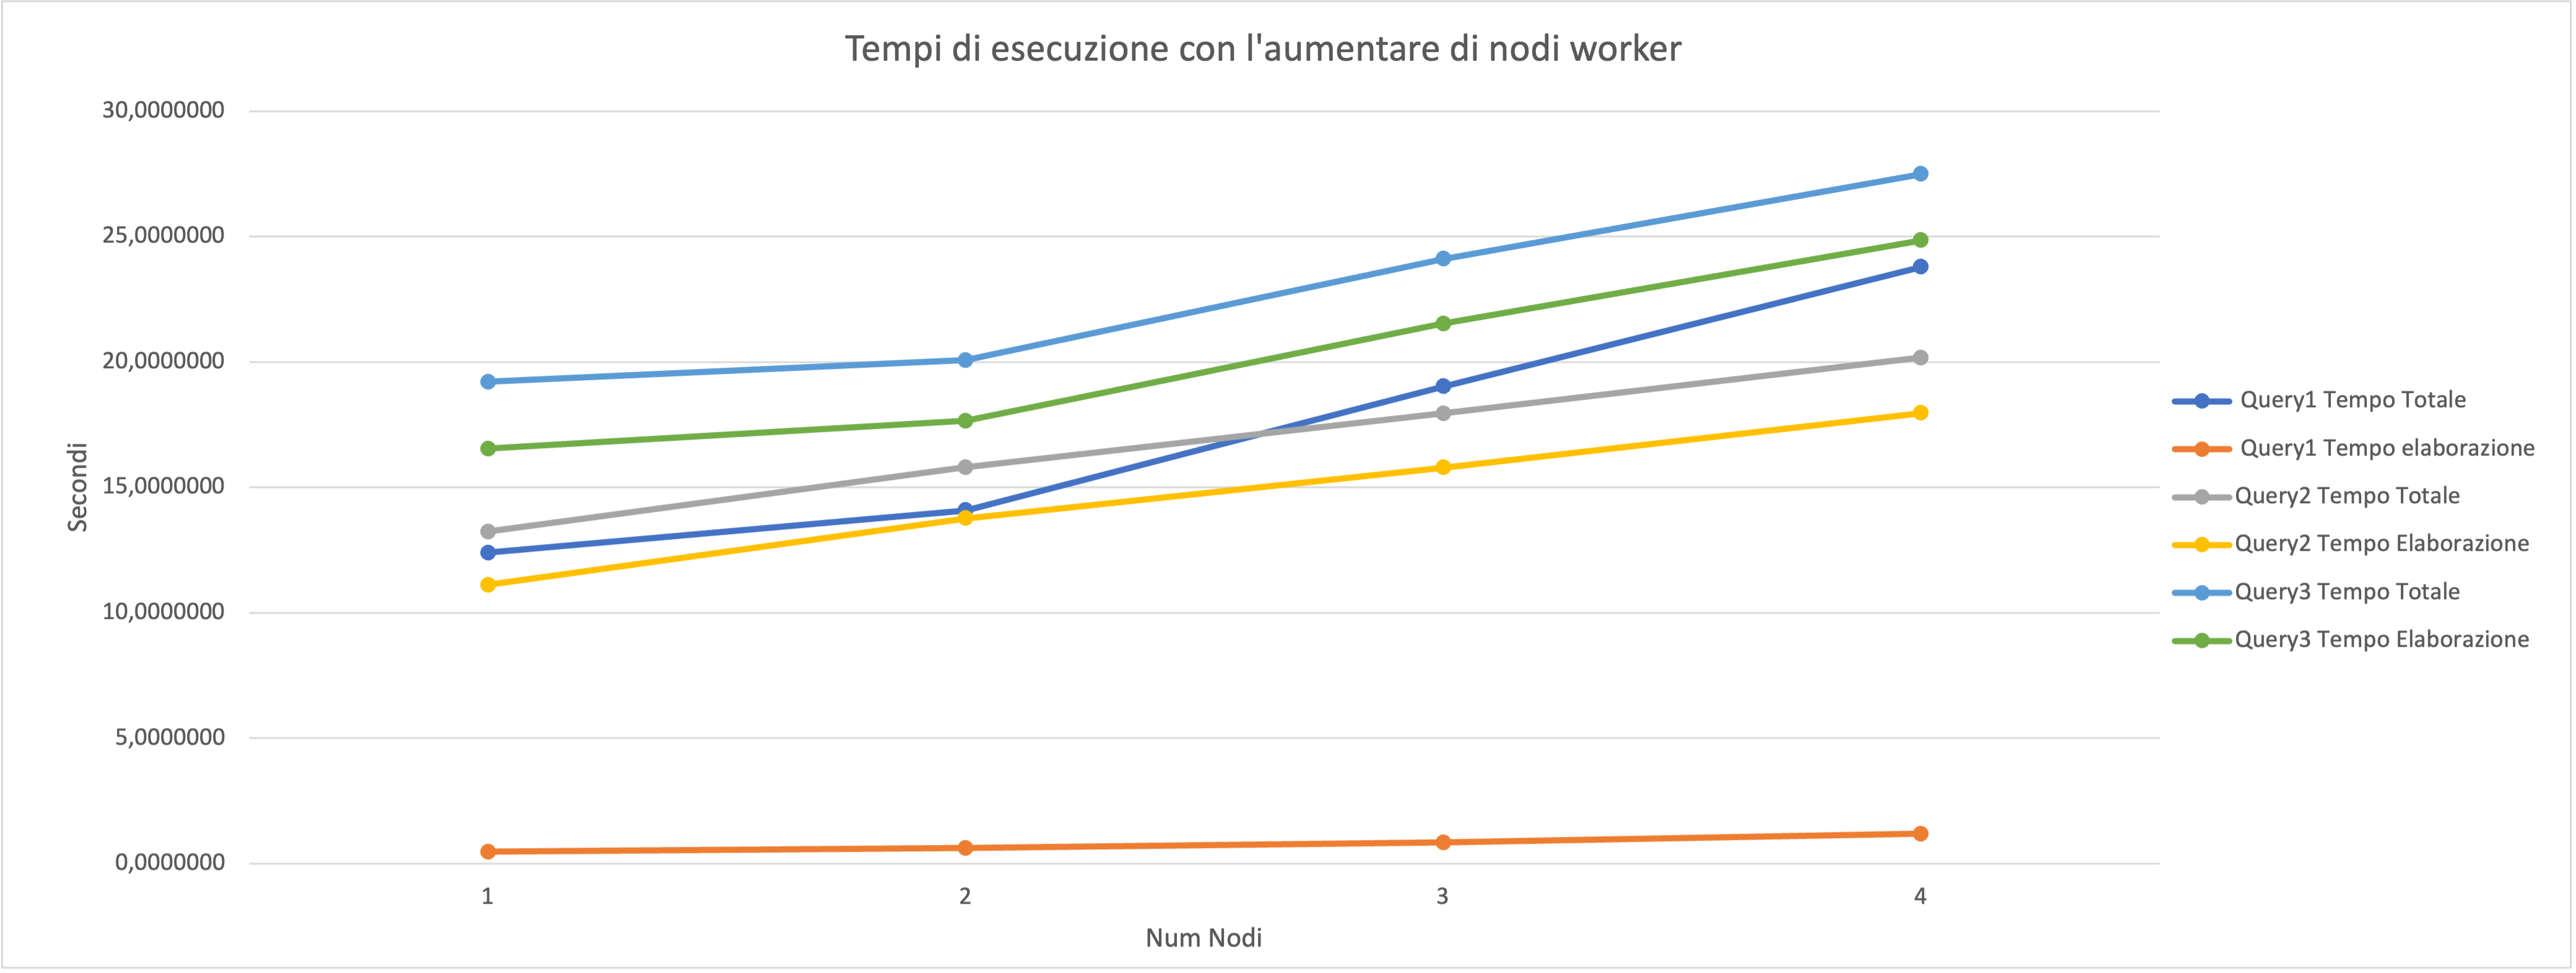 Tempi di esecuzione con l'aumentare di nodi worker
30,0000000
25,0000000
20,0000000
15,0000000
10,0000000
5,0000000
0,0000000
Secondi
1
2
3
4
Num Nodi
Query1 Tempo Totale
Query1 Tempo elaborazione
Query2 Tempo Totale
Query2 Tempo Elaborazione
Query3 Tempo Totale
Query3 Tempo Elaborazione